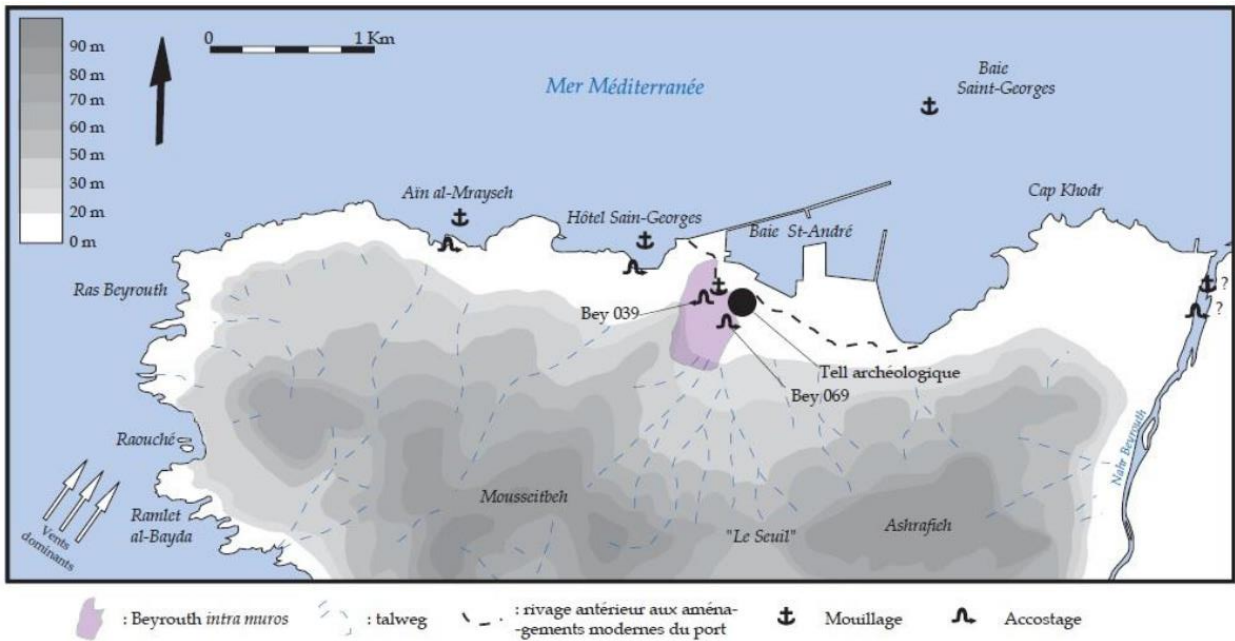 90 m
80 m
70 m
60 m
50 m
30 m
20 m
0 m
0
1 Km
Mer Méditerranée
Baie
Saint-Georges
Aïn al-Mrayseh
Hôtel Sain-Georges
Baie St-André
Cap Khodr
Ras Beyrouth
Bey 039
?
?
Tell archéologique
Bey 069
Raouché
Nahr Beyrouth
Mousseitbeh
"Le Seuil"
Ashrafieh
Ramlet
al-Bayda
Vents
dominants
: Beyrouth intra muros
: talweg
: rivage antérieur aux aména-
-gements modernes du port
Mouillage
Accostage